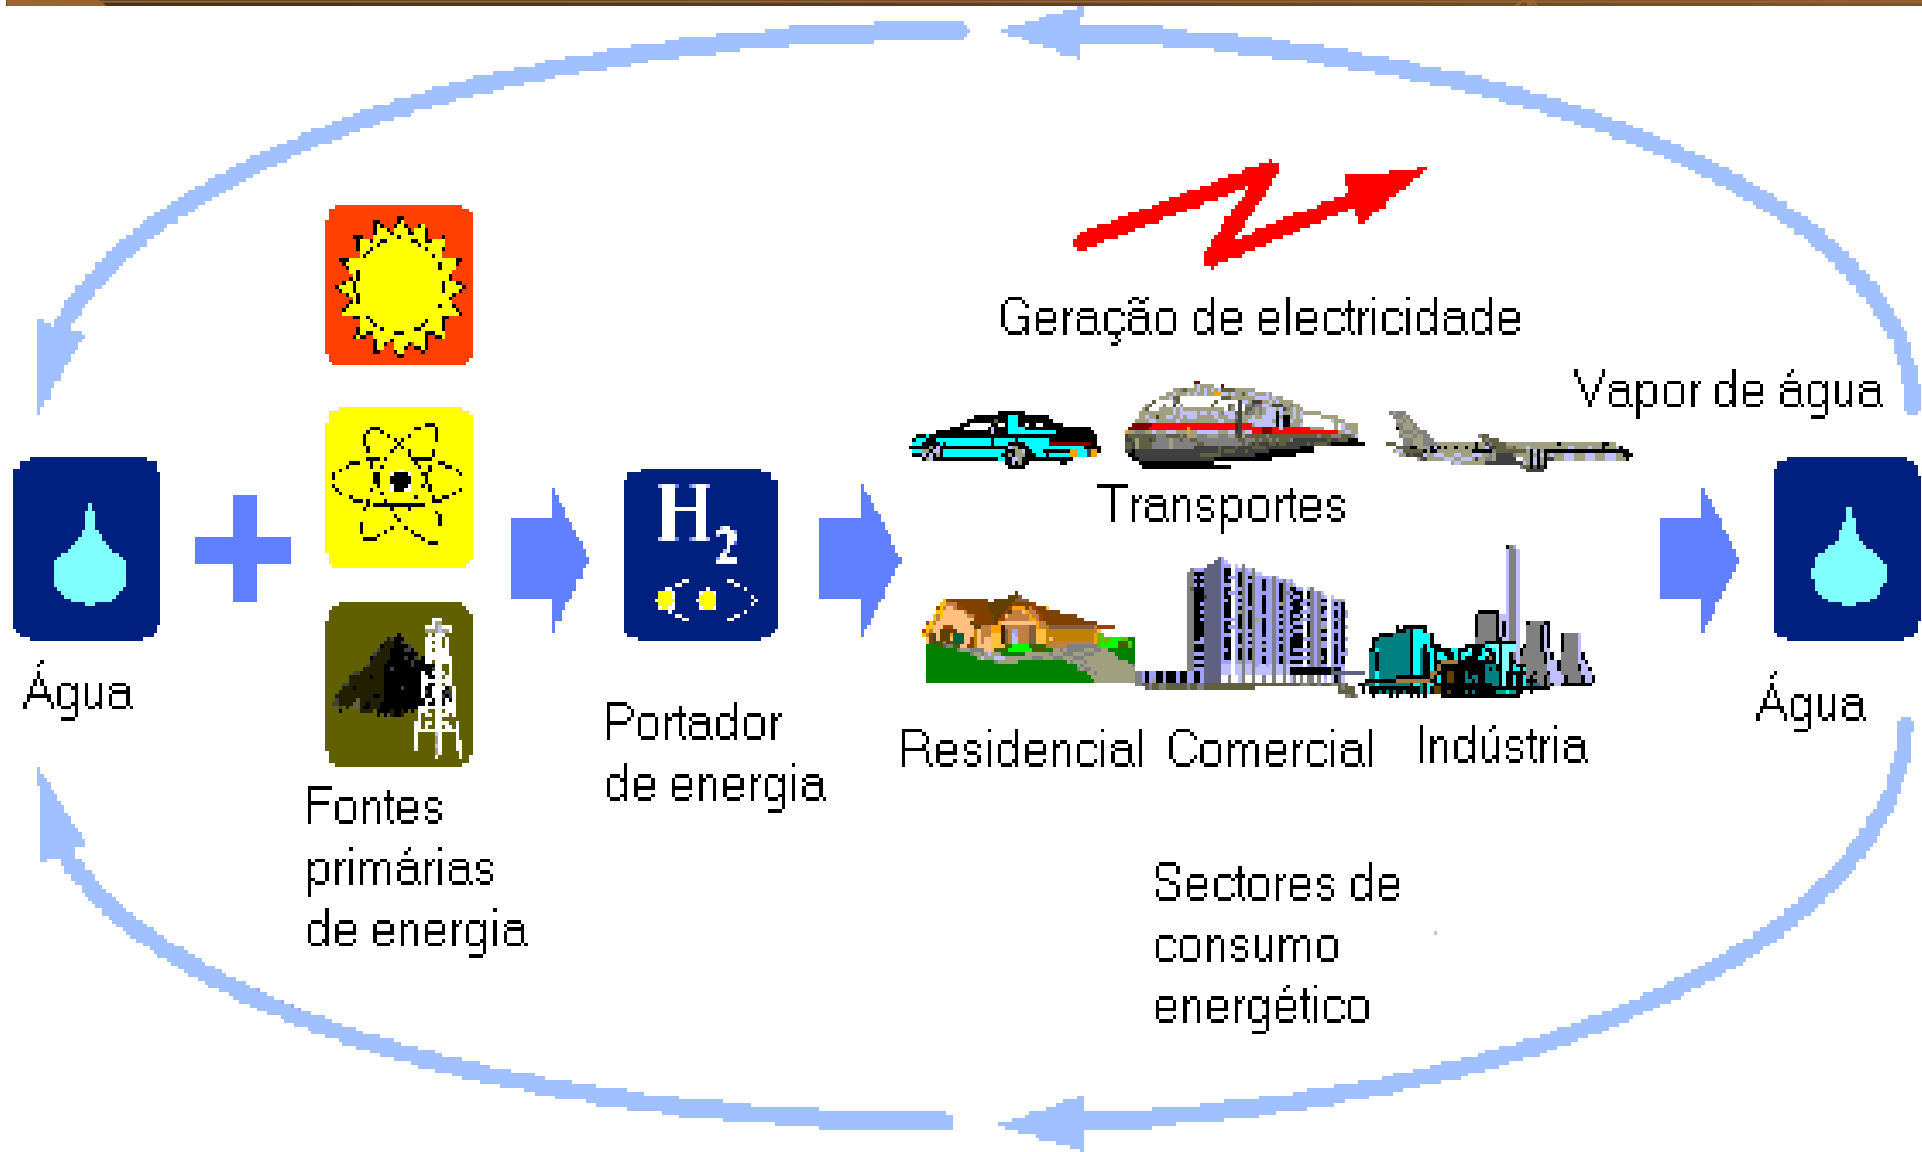 Água
Fontes
primárias
de energia
H2
Portador
de energia
Geração de electricidade
Transportes
Residencial
Comercial
Indústria
Sectores de
consumo
energético
Vapor de água
Água